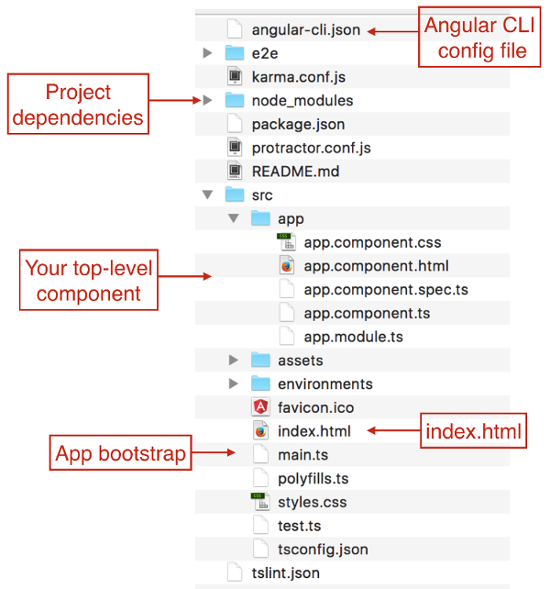 angular-cli.json
Angular CLI
config file
e2e
karma.conf.js
Project
dependencies
node_modules
package.json
protractor.conf.js
README.md
src
app
app.component.css
Your top-level
component
app.component.html
app.component.spec.ts
app.component.ts
app.module.ts
assets
environments
favicon.ico
index.html
index.html
App bootstrap
main.ts
polyfills.ts
styles.css
test.ts
tsconfig.json
tslint.json